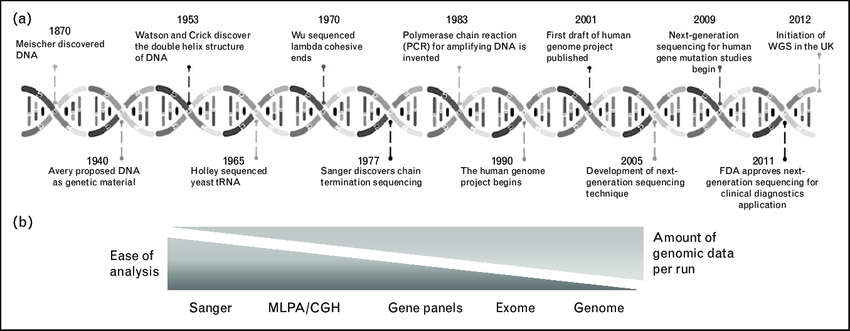 (a)
1870
Meischer discovered
DNA
1953
Watson and Crick discover
the double helix structure
of DNA
1970
Wu sequenced
lambda cohesive
ends
1983
Polymerase chain reaction
(PCR) for amplifying DNA is
invented
2001
First draft of human
genome project
published
2009
Next-generation
sequencing for human
gene mutation studies
begin
2012
Initiation of
WGS in the UK
1940
Avery proposed DNA
as genetic material
1965
Holley sequenced
yeast tRNA
1977
Sanger discovers chain
termination sequencing
1990
The human genome
project begins
2005
Development of next-
generation sequencing
technique
2011
FDA approves next-
generation sequencing for
clinical diagnostics
application
(b)
Ease of
analysis
Amount of
genomic data
per run
Sanger
MLPA/CGH
Gene panels
Exome
Genome